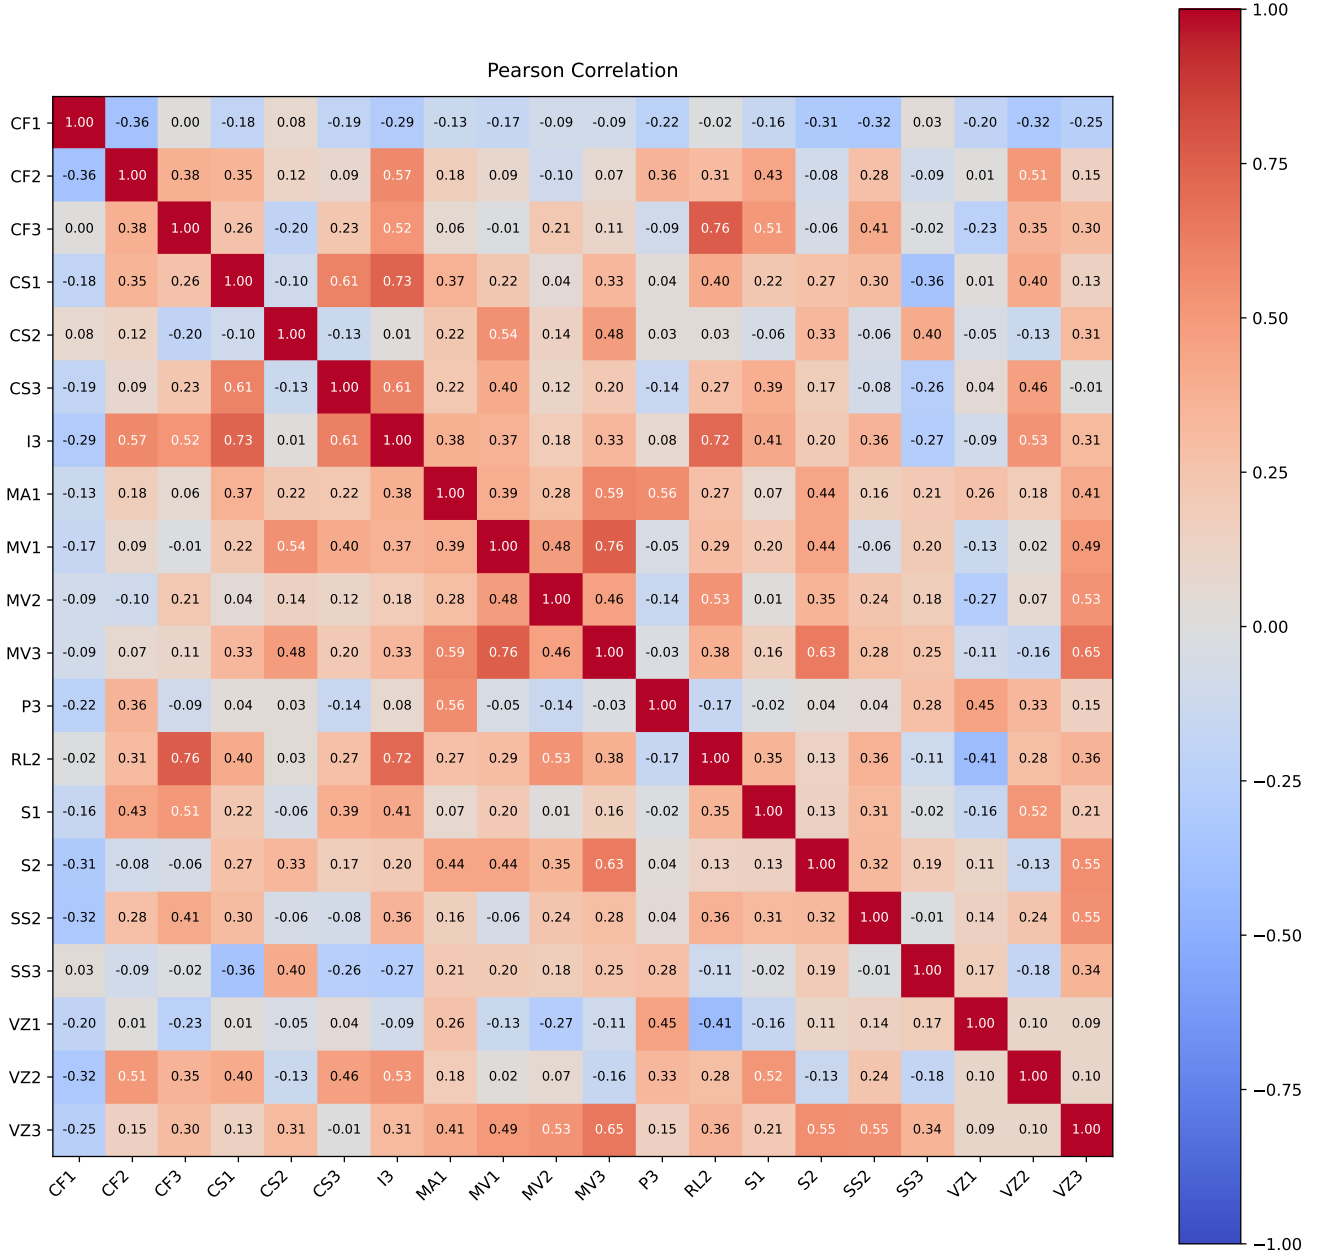 Pearson Correlation
CF1 1.00 -0.36 0.00 -0.18 0.08 -0.19 -0.29 -0.13 -0.17 -0.09 -0.09 -0.22 -0.02 -0.16 -0.31 -0.32 0.03 -0.20 -0.32 -0.25
CF2 -0.36 1.00 0.38 0.35 0.12 0.09 0.57 0.18 0.09 -0.10 0.07 0.36 0.31 0.43 -0.08 0.28 -0.09 0.01 0.51 0.15
CF3 0.00 0.38 1.00 0.26 -0.20 0.23 0.52 0.06 -0.01 0.21 0.11 -0.09 0.76 0.51 -0.06 0.41 -0.02 -0.23 0.35 0.30
CS1 -0.18 0.35 0.26 1.00 -0.10 0.61 0.73 0.37 0.22 0.04 0.33 0.04 0.40 0.22 0.27 0.30 -0.36 0.01 0.40 0.13
CS2 0.08 0.12 -0.20 -0.10 1.00 -0.13 0.01 0.22 0.54 0.14 0.48 0.03 0.03 -0.06 0.33 -0.06 0.40 -0.05 -0.13 0.31
CS3 -0.19 0.09 0.23 0.61 -0.13 1.00 0.61 0.22 0.40 0.12 0.20 -0.14 0.27 0.39 0.17 -0.08 -0.26 0.04 0.46 -0.01
I3 -0.29 0.57 0.52 0.73 0.01 0.61 1.00 0.38 0.37 0.18 0.33 0.08 0.72 0.41 0.20 0.36 -0.27 -0.09 0.53 0.31
MA1 -0.13 0.18 0.06 0.37 0.22 0.22 0.38 1.00 0.39 0.28 0.59 0.56 0.27 0.07 0.44 0.16 0.21 0.26 0.18 0.41
MV1 -0.17 0.09 -0.01 0.22 0.54 0.40 0.37 0.39 1.00 0.48 0.76 -0.05 0.29 0.20 0.44 -0.06 0.20 -0.13 0.02 0.49
MV2 -0.09 -0.10 0.21 0.04 0.14 0.12 0.18 0.28 0.48 1.00 0.46 -0.14 0.53 0.01 0.35 0.24 0.18 -0.27 0.07 0.53
MV3 -0.09 0.07 0.11 0.33 0.48 0.20 0.33 0.59 0.76 0.46 1.00 -0.03 0.38 0.16 0.63 0.28 0.25 -0.11 -0.16 0.65
P3 -0.22 0.36 -0.09 0.04 0.03 -0.14 0.08 0.56 -0.05 -0.14 -0.03 1.00 -0.17 -0.02 0.04 0.04 0.28 0.45 0.33 0.15
RL2 -0.02 0.31 0.76 0.40 0.03 0.27 0.72 0.27 0.29 0.53 0.38 -0.17 1.00 0.35 0.13 0.36 -0.11 -0.41 0.28 0.36
S1 -0.16 0.43 0.51 0.22 -0.06 0.39 0.41 0.07 0.20 0.01 0.16 -0.02 0.35 1.00 0.13 0.31 -0.02 -0.16 0.52 0.21
S2 -0.31 -0.08 -0.06 0.27 0.33 0.17 0.20 0.44 0.44 0.35 0.63 0.04 0.13 0.13 1.00 0.32 0.19 0.11 -0.13 0.55
SS2 -0.32 0.28 0.41 0.30 -0.06 -0.08 0.36 0.16 -0.06 0.24 0.28 0.04 0.36 0.31 0.32 1.00 -0.01 0.14 0.24 0.55
SS3 0.03 -0.09 -0.02 -0.36 0.40 -0.26 -0.27 0.21 0.20 0.18 0.25 0.28 -0.11 -0.02 0.19 -0.01 1.00 0.17 -0.18 0.34
VZ1 -0.20 0.01 -0.23 0.01 -0.05 0.04 -0.09 0.26 -0.13 -0.27 -0.11 0.45 -0.41 -0.16 0.11 0.14 0.17 1.00 0.10 0.09
VZ2 -0.32 0.51 0.35 0.40 -0.13 0.46 0.53 0.18 0.02 0.07 -0.16 0.33 0.28 0.52 -0.13 0.24 -0.18 0.10 1.00 0.10
VZ3 -0.25 0.15 0.30 0.13 0.31 -0.01 0.31 0.41 0.49 0.53 0.65 0.15 0.36 0.21 0.55 0.55 0.34 0.09 0.10 1.00
CF1 CF2 CF3 CS1 CS2 CS3 I3 MA1 MV1 MV2 MV3 P3 RL2 S1 S2 SS2 SS3 VZ1 VZ2 VZ3
1.00
0.75
0.50
0.25
0.00
−0.25
−0.50
−0.75
−1.00